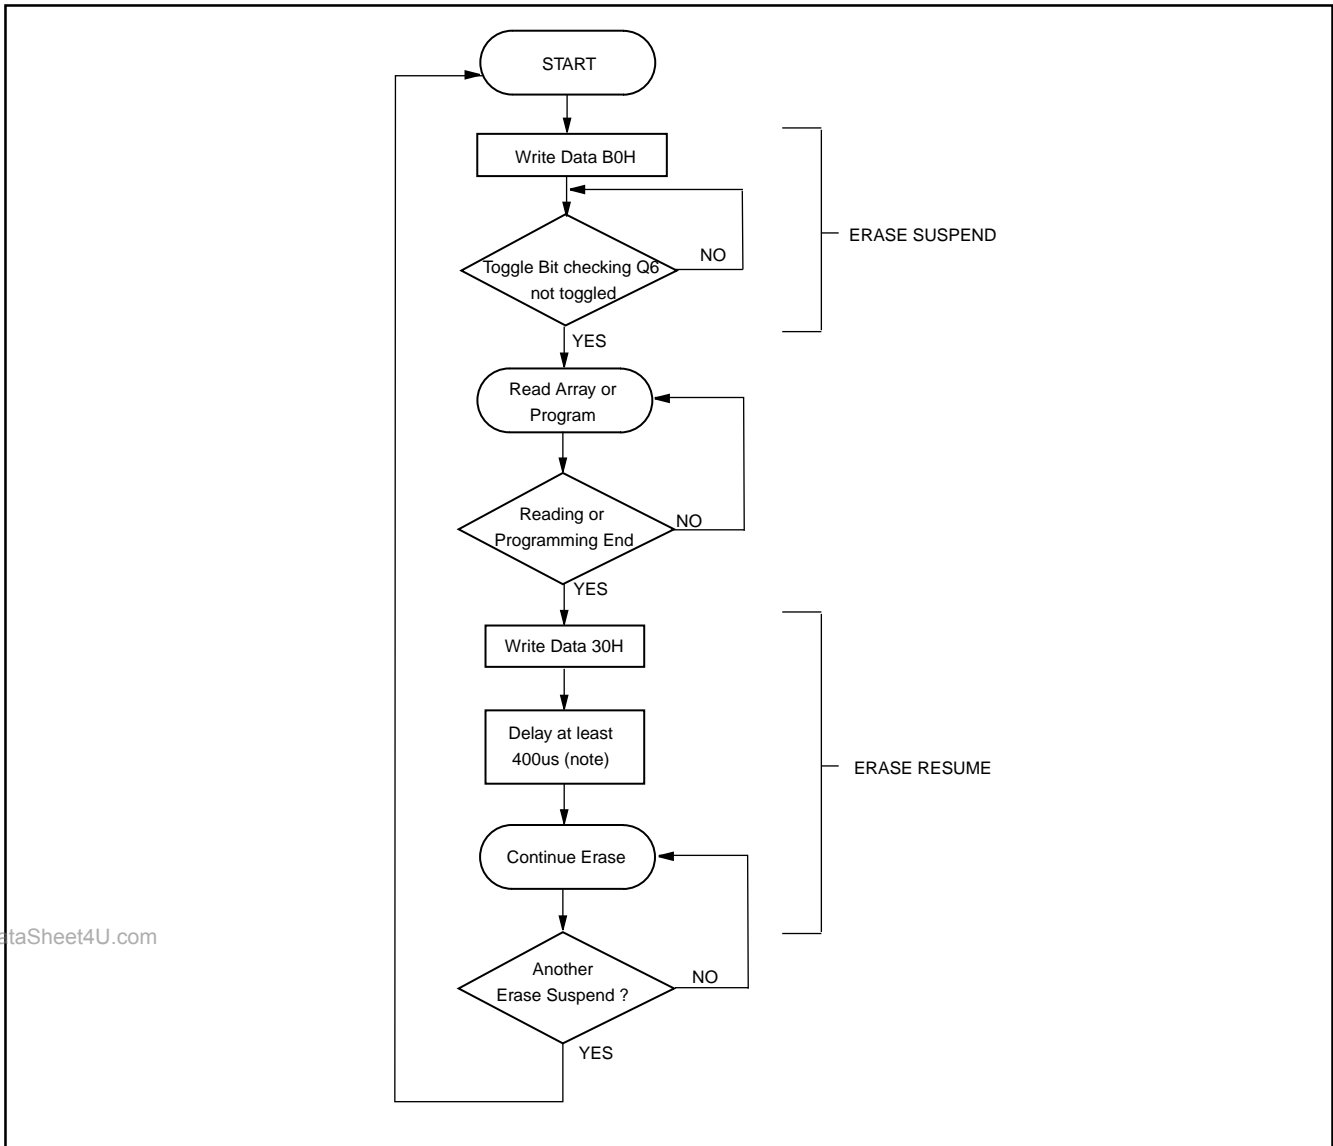 START
Write Data B0H
ERASE SUSPEND
NO
Toggle Bit checking Q6
not toggled
YES
Read Array or
Program
Reading or
Programming End
NO
YES
Write Data 30H
Delay at least
400us (note)
ERASE RESUME
Continue Erase
taSheet4U.com
Another
Erase Suspend ?
NO
YES